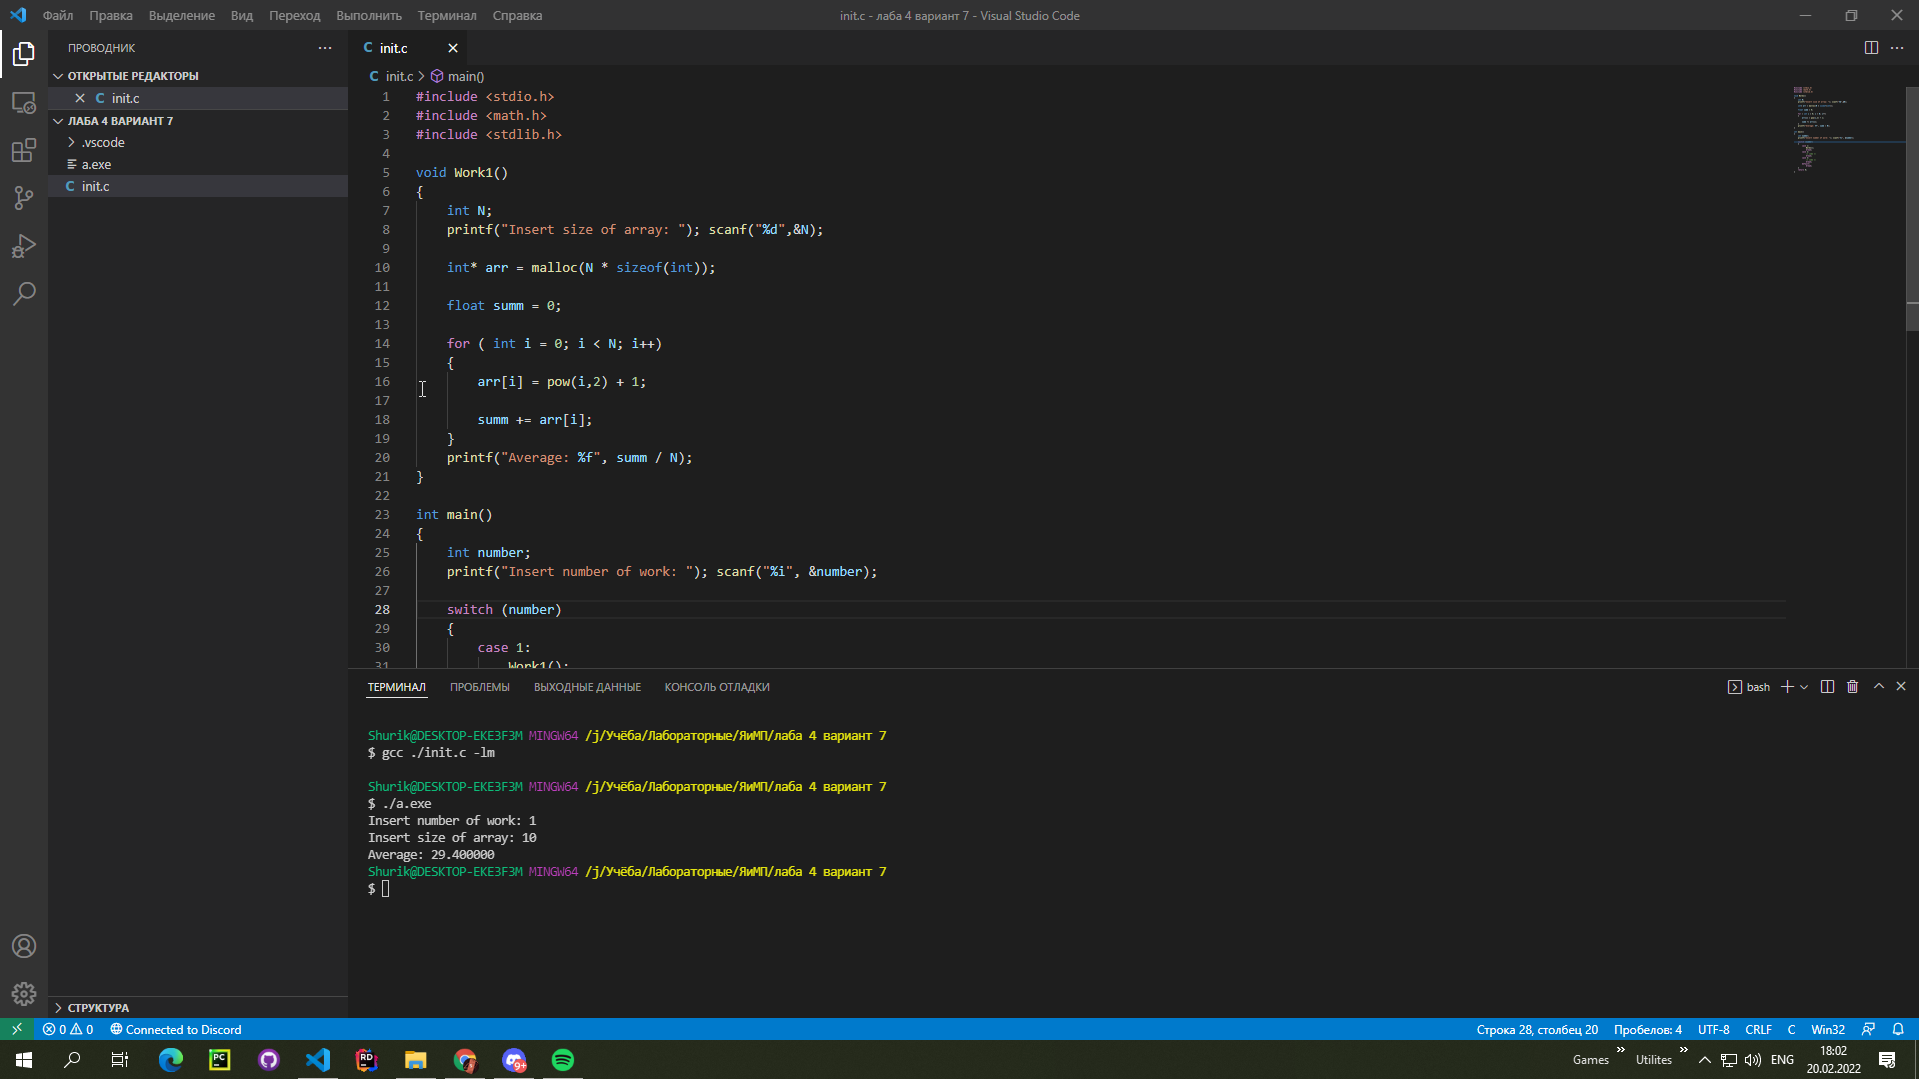 Файл Правка Выделение Вид Переход Выполнить Терминал Справка
init.c - лаба 4 вариант 7 - Visual Studio Code
ПРОВОДНИК
ОТКРЫТЫЕ РЕДАКТОРЫ
C init.c
ЛАБА 4 ВАРИАНТ 7
.vscode
a.exe
C init.c
СТРУКТУРА
C init.c
C init.c > main()
1 #include <stdio.h>
2 #include <math.h>
3 #include <stdlib.h>
4
5 void Work1()
6 {
7 int N;
8 printf("Insert size of array: "); scanf("%d",&N);
9
10 int* arr = malloc(N * sizeof(int));
11
12 float summ = 0;
13
14 for ( int i = 0; i < N; i++)
15 {
16 arr[i] = pow(i,2) + 1;
17
18 summ += arr[i];
19 }
20 printf("Average: %f", summ / N);
21 }
22
23 int main()
24 {
25 int number;
26 printf("Insert number of work: "); scanf("%i", &number);
27
28 switch (number)
29 {
30 case 1:
31 Work1();
ТЕРМИНАЛ ПРОБЛЕМЫ ВЫХОДНЫЕ ДАННЫЕ КОНСОЛЬ ОТЛАДКИ
bash
Shurik@DESKTOP-EKE3F3M MINGW64 /j/Учёба/Лабораторные/ЯиМП/лаба 4 вариант 7
$ gcc ./init.c -lm
Shurik@DESKTOP-EKE3F3M MINGW64 /j/Учёба/Лабораторные/ЯиМП/лаба 4 вариант 7
$ ./a.exe
Insert number of work: 1
Insert size of array: 10
Average: 29.400000
Shurik@DESKTOP-EKE3F3M MINGW64 /j/Учёба/Лабораторные/ЯиМП/лаба 4 вариант 7
$
0 0 Connected to Discord
Строка 28, столбец 20 Пробелов: 4 UTF-8 CRLF C Win32
PC
RD
9+
Games » Utilites » ENG
18:02
20.02.2022